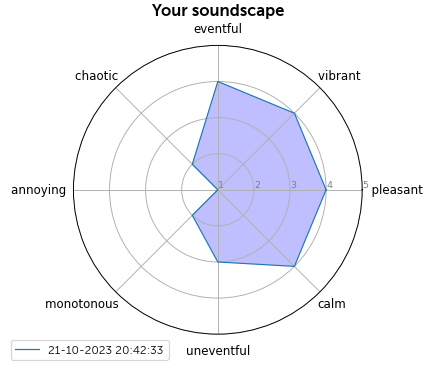 Your soundscape
eventful
chaotic
vibrant
annoying
1
2
3
4
5
pleasant
monotonous
calm
uneventful
21-10-2023 20:42:33